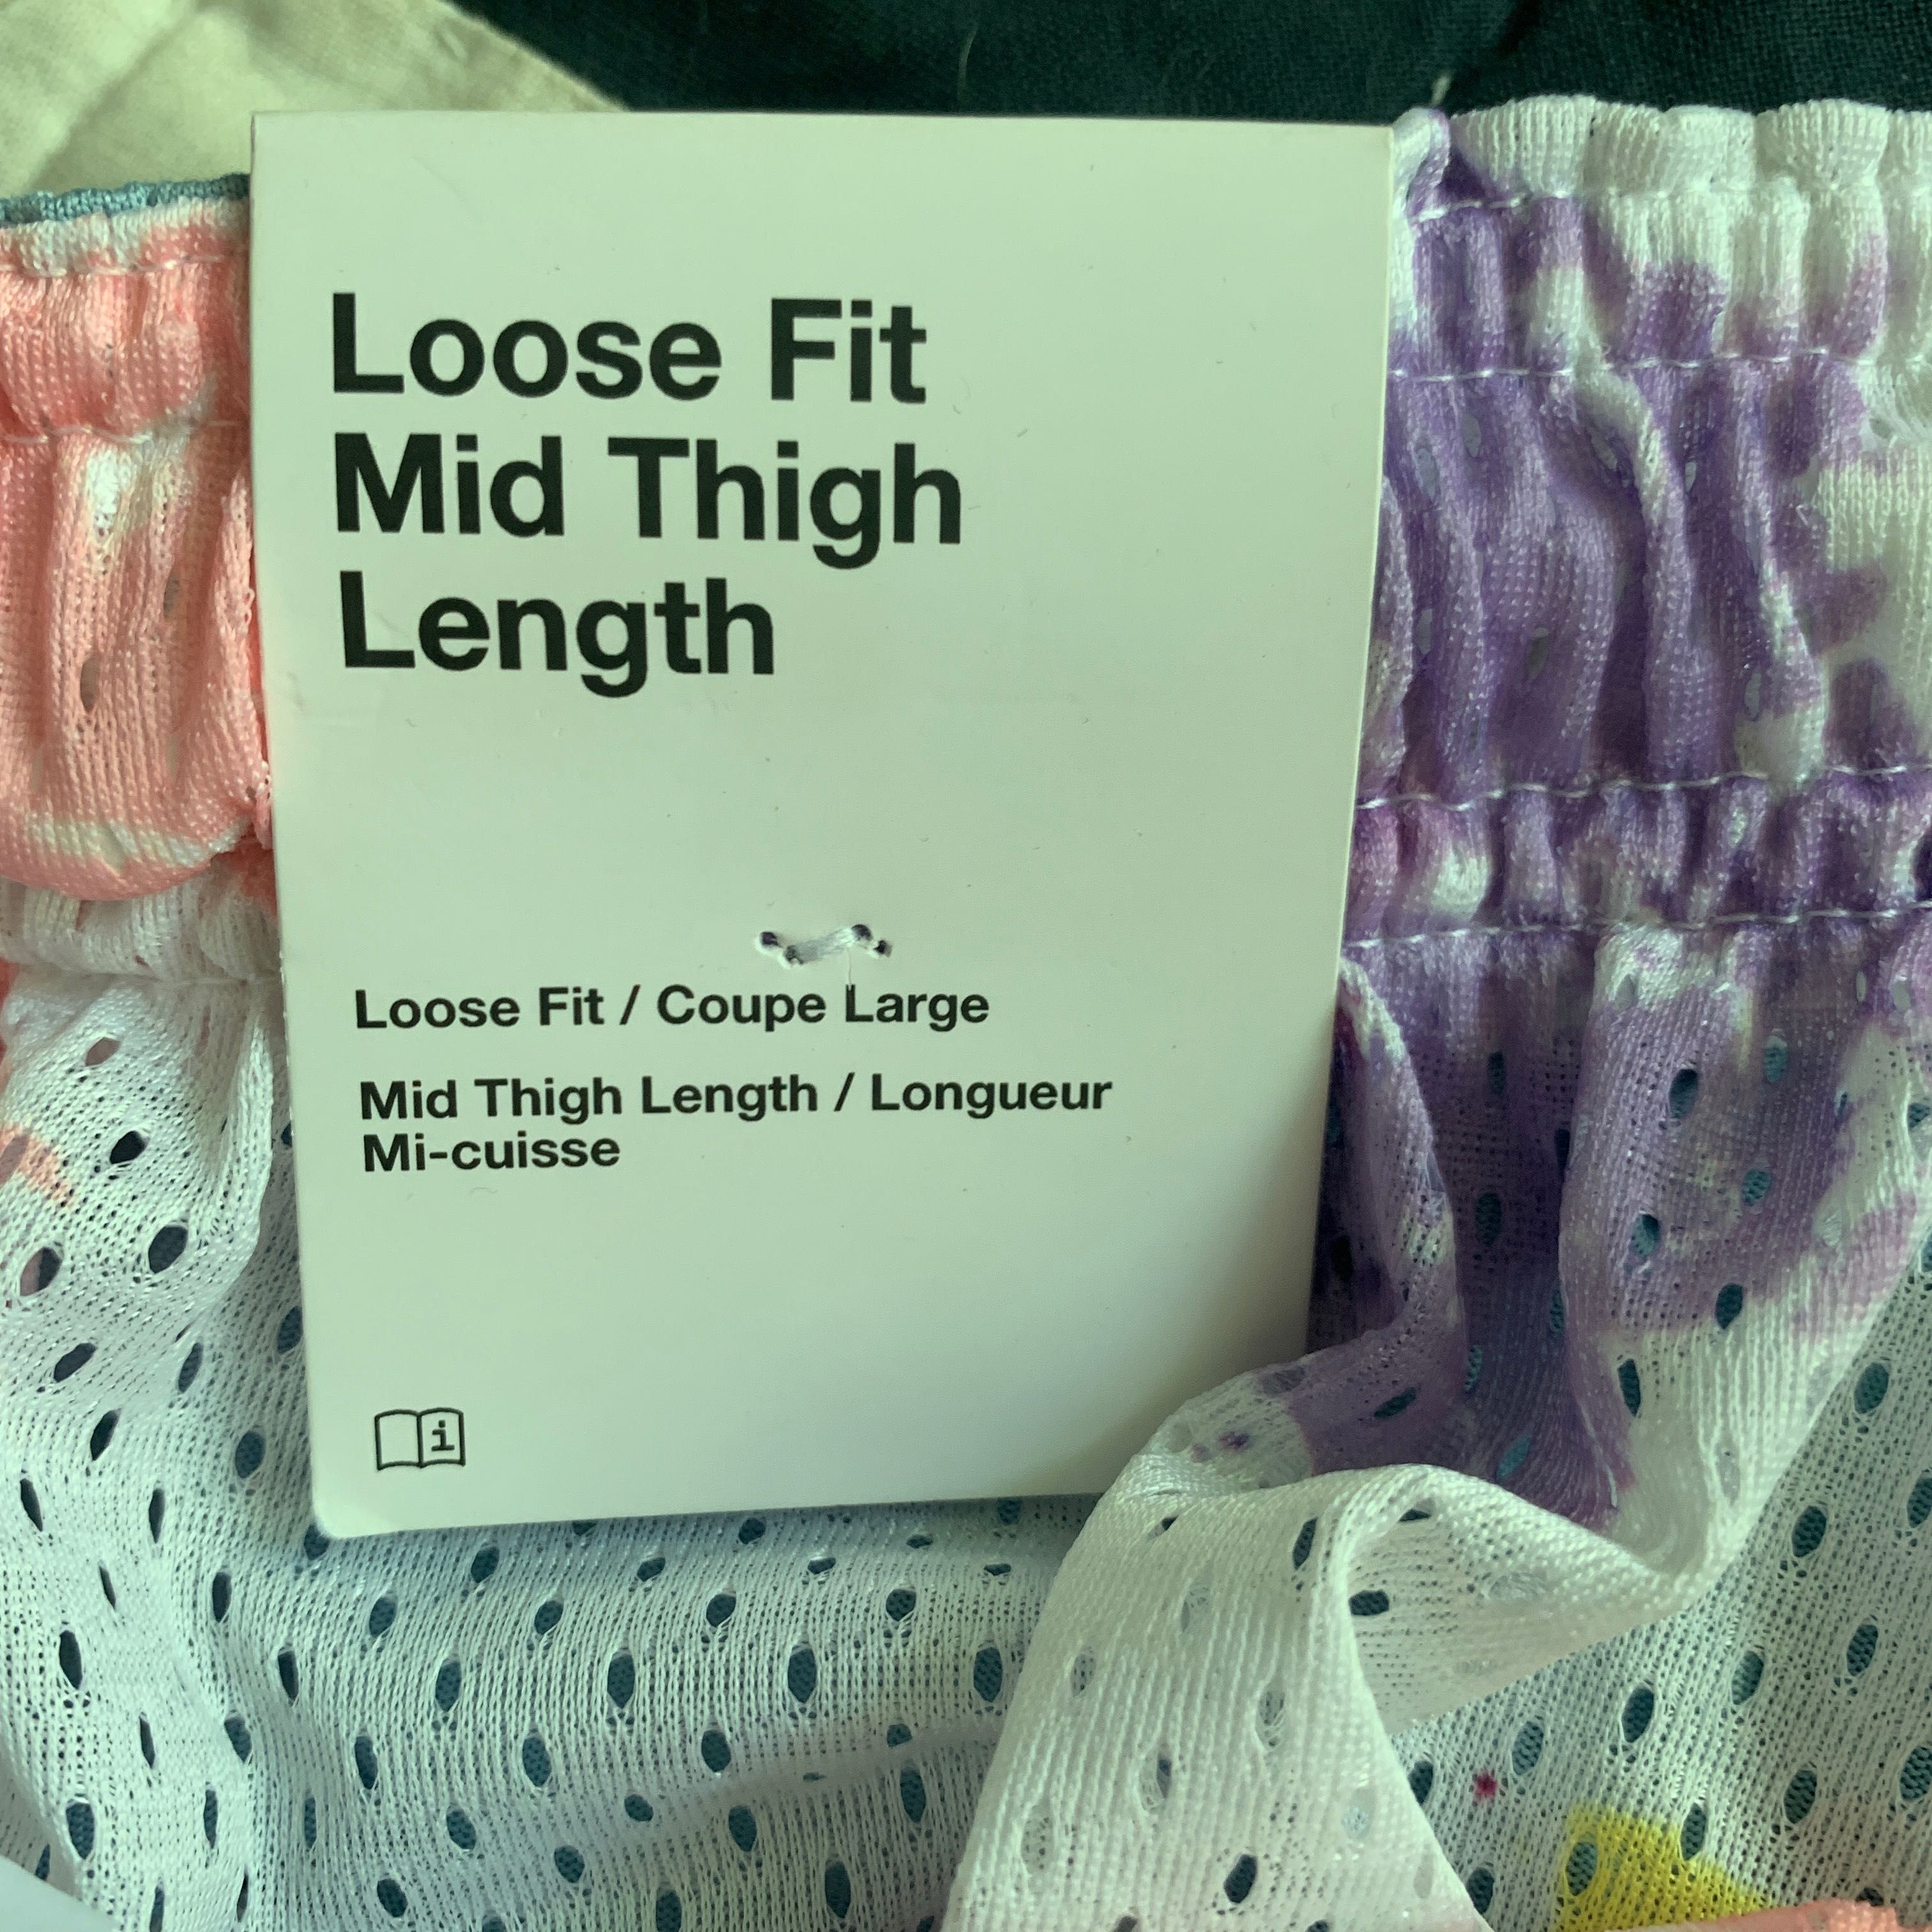 Loose Fit
Mid Thigh
Length
Loose Fit / Coupe Large
Mid Thigh Length / Longueur
Mi-cuisse
i